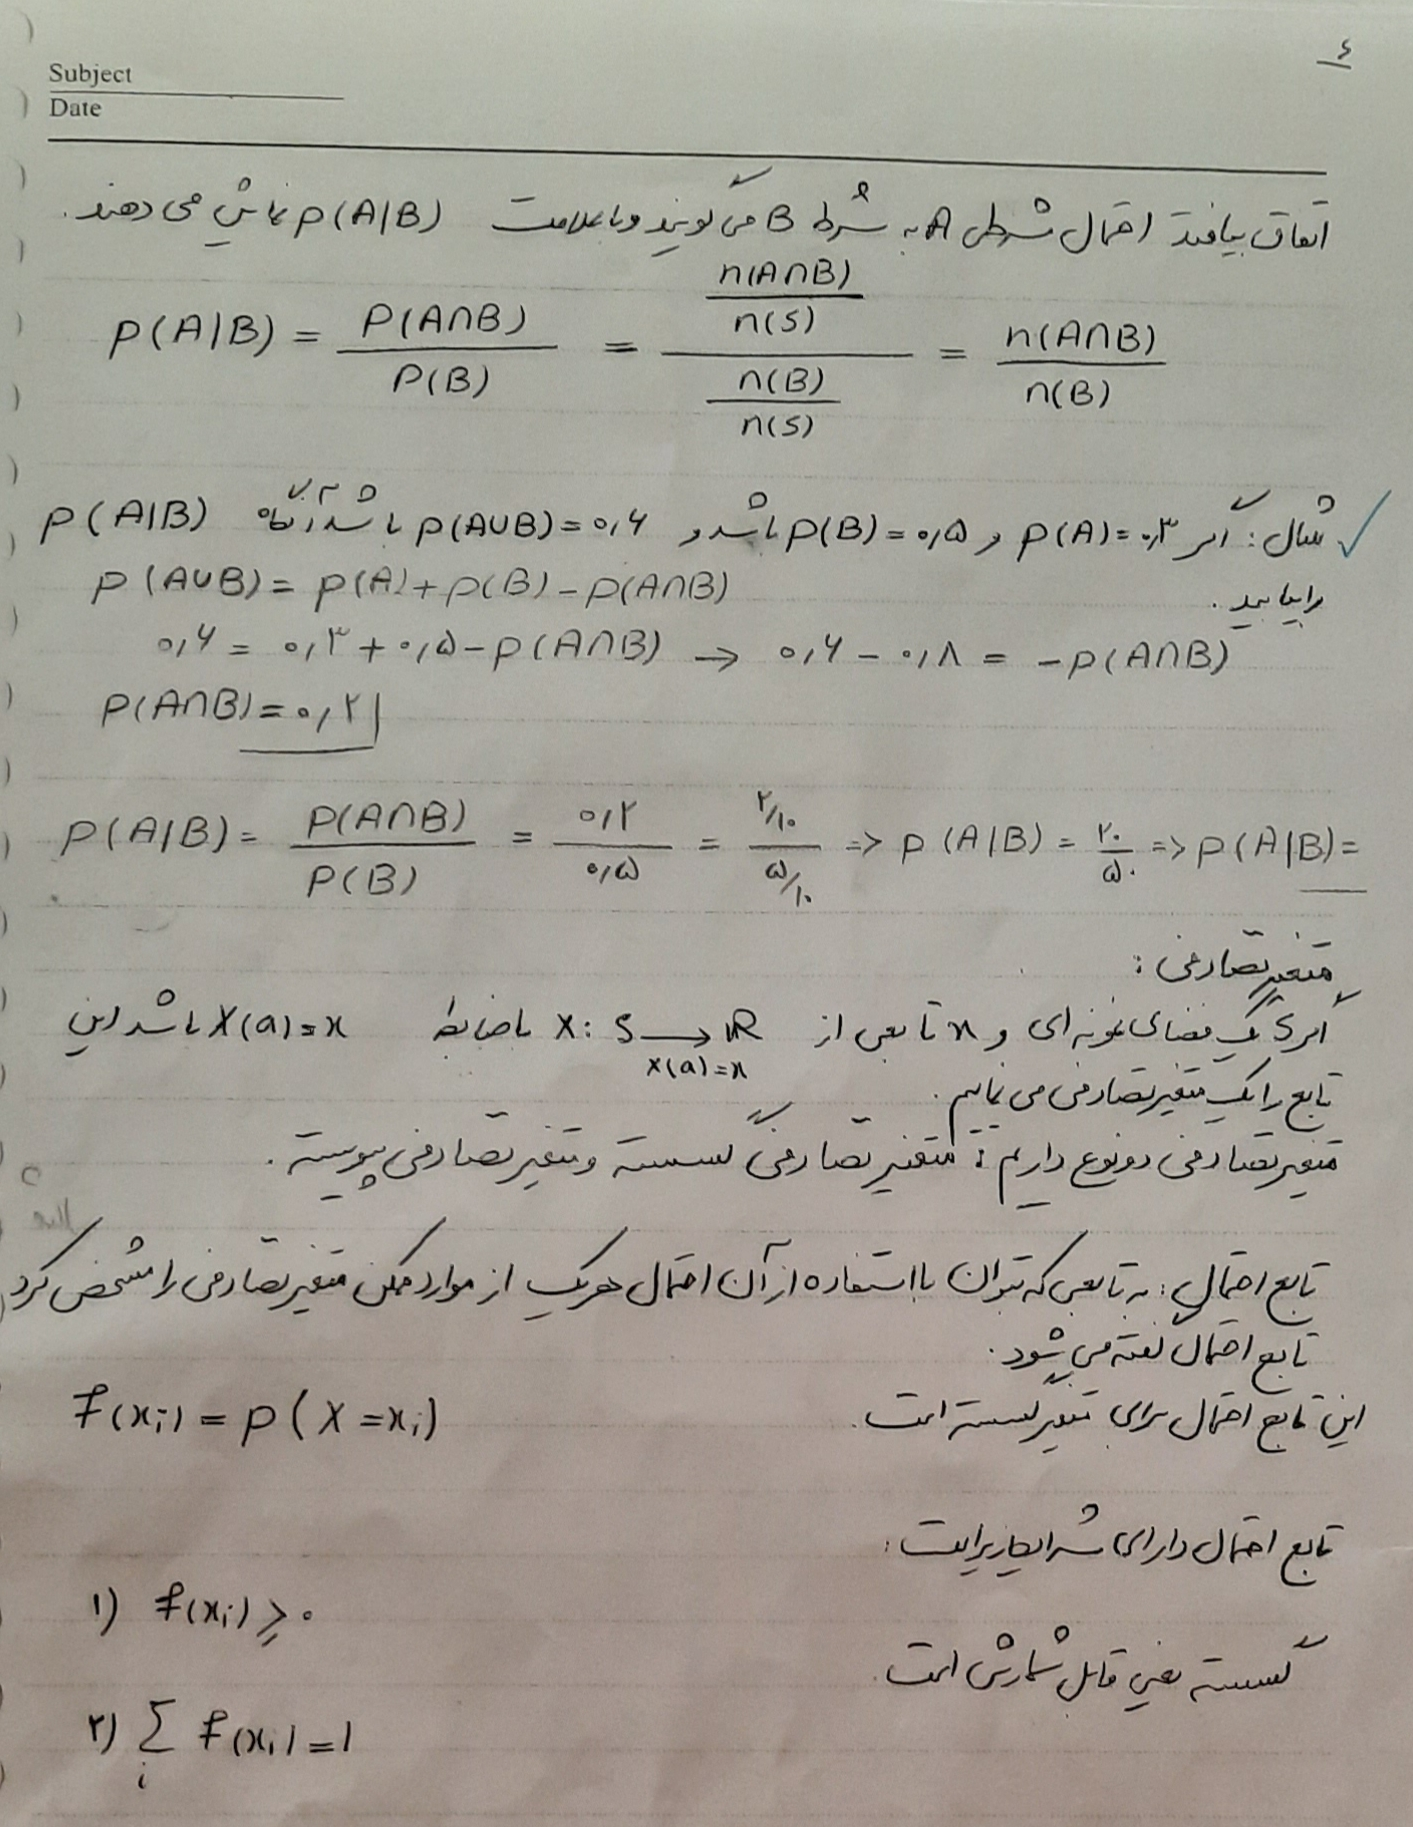 ۶
Subject
Date
اتفاق بیافتد احتمال شرطی A به شرط B می گویند و با علامت P(A|B) نمایش می دهند.
P(A|B) = P(A∩B) / P(B) = (n(A∩B) / n(S)) / (n(B) / n(S)) = n(A∩B) / n(B)
مثال: اگر P(A)=۰٫۳ و P(B)=۰٫۵ باشد و P(A∪B)=۰٫۶ باشد آنگاه P(A|B)
را بیابید.
P(A∪B) = P(A)+P(B)−P(A∩B)
۰٫۶ = ۰٫۳ + ۰٫۵ − P(A∩B) → ۰٫۶ − ۰٫۸ = −P(A∩B)
P(A∩B) = ۰٫۲
P(A|B) = P(A∩B) / P(B) = ۰٫۲ / ۰٫۵ = (۲/۱۰) / (۵/۱۰) => P(A|B) = ۲۰/۵۰ => P(A|B) =
متغیر تصادفی:
اگر S یک فضای نمونه ای و x تابعی از X: S → ℝ با ضابطه X(a)=x باشد این
X(a)=x
تابع را یک متغیر تصادفی می نامیم.
متغیر تصادفی دو نوع داریم: متغیر تصادفی گسسته و متغیر تصادفی پیوسته.
تابع احتمال: به تابعی که بتوان با استفاده از آن احتمال هریک از موارد ممکن متغیر تصادفی را مشخص کرد
تابع احتمال گفته می شود.
این تابع احتمال برای متغیر گسسته است.
f(xᵢ) = P(X=xᵢ)
تابع احتمال دارای شرایط زیر است:
۱) f(xᵢ) ≥ ۰
گسسته یعنی قابل شمارش است.
۲) ∑ᵢ f(xᵢ) = ۱